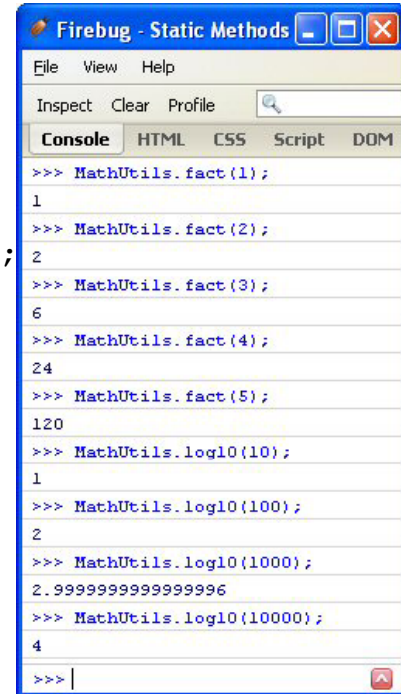 Firebug - Static Methods
File View Help
Inspect Clear Profile
Console HTML CSS Script DOM
>>> MathUtils.fact(1);
1
>>> MathUtils.fact(2);
;
2
>>> MathUtils.fact(3);
6
>>> MathUtils.fact(4);
24
>>> MathUtils.fact(5);
120
>>> MathUtils.log10(10);
1
>>> MathUtils.log10(100);
2
>>> MathUtils.log10(1000);
2.9999999999999996
>>> MathUtils.log10(10000);
4
>>>